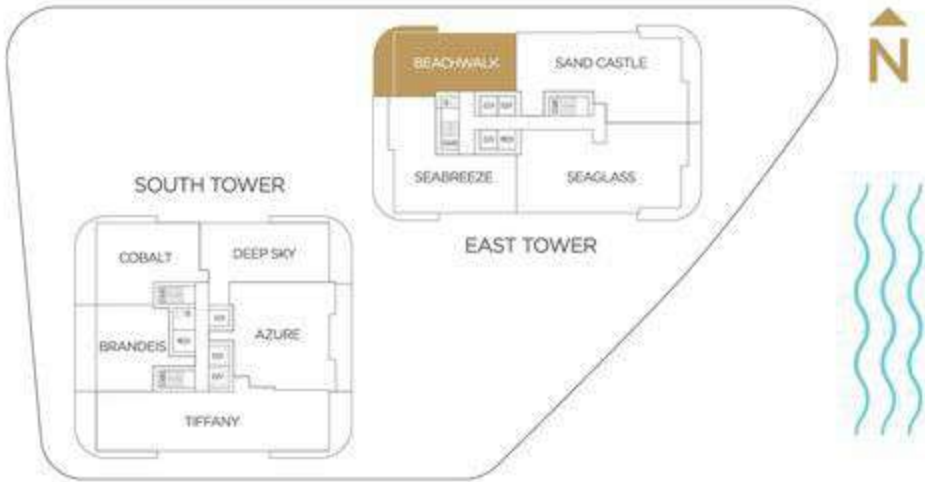 BEACHWALK
SAND CASTLE
N
SEABREEZE
SEAGLASS
SOUTH TOWER
EAST TOWER
COBALT
DEEP SKY
BRANDEIS
AZURE
TIFFANY